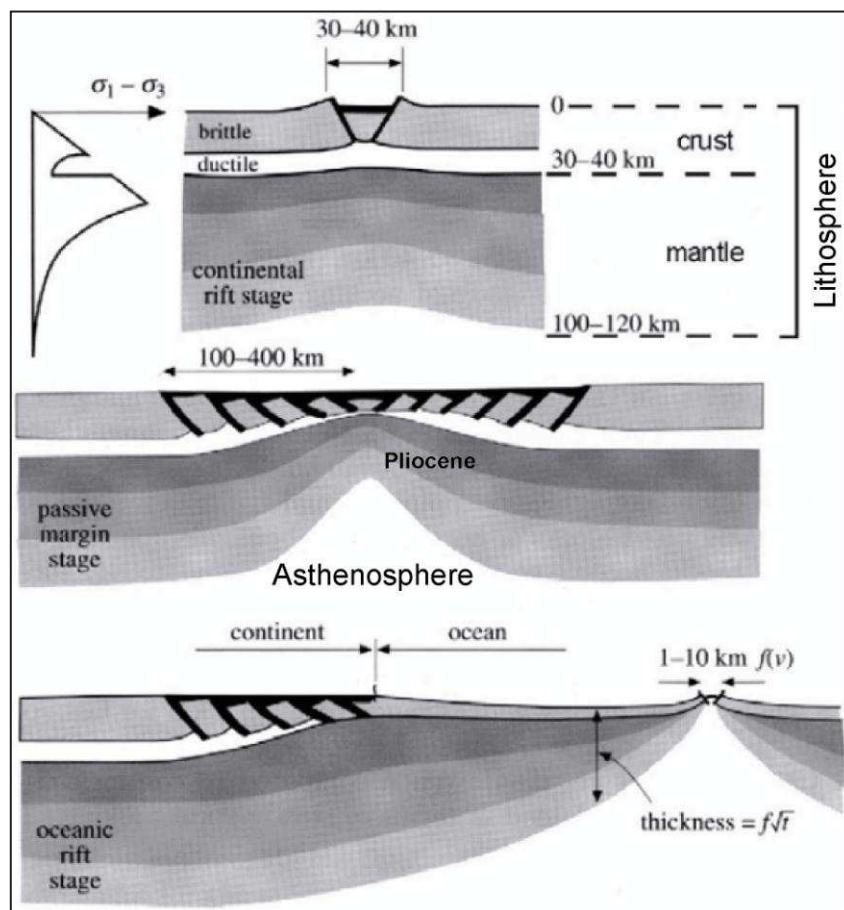 30–40 km
σ₁ – σ₃
0
brittle
crust
ductile
30–40 km
mantle
Lithosphere
continental
rift stage
100–120 km
100–400 km
Pliocene
passive
margin
stage
Asthenosphere
continent
ocean
1–10 km f(v)
thickness = f√t
oceanic
rift
stage